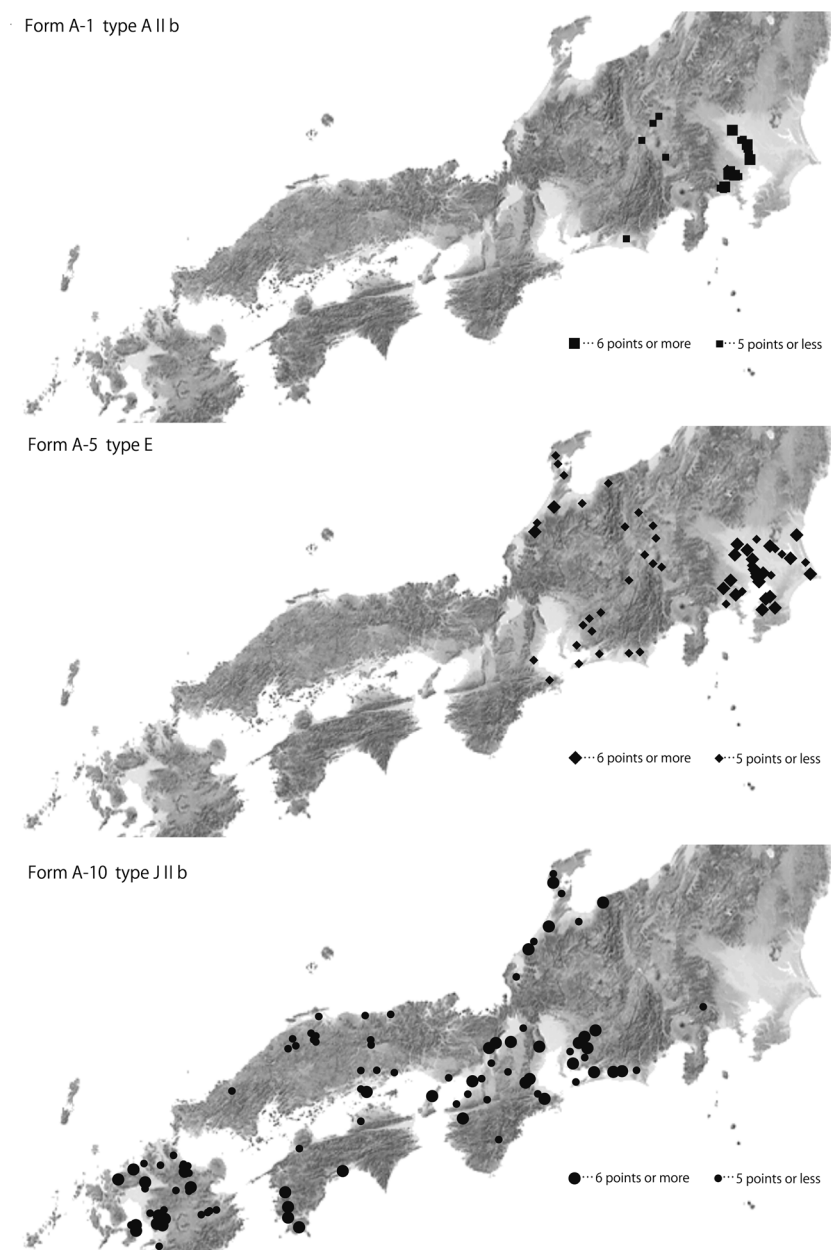 Form A-1 type A II b
■···6 points or more ■···5 points or less
Form A-5 type E
◆···6 points or more ◆···5 points or less
Form A-10 type J II b
●···6 points or more ●···5 points or less